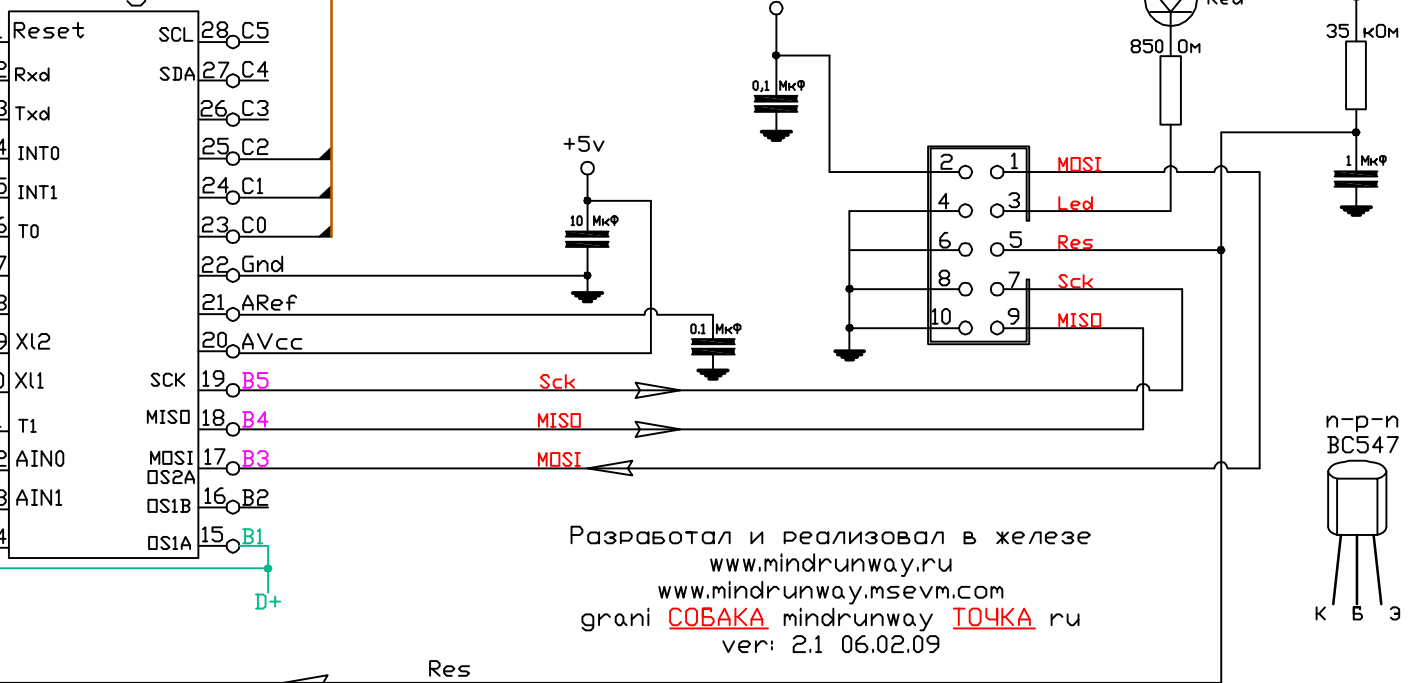 Reset
SCL 28 C5
Rxd
SDA 27 C4
Txd
26 C3
INT0
25 C2
INT1
24 C1
T0
23 C0
22 Gnd
21 ARef
Xl2
20 AVcc
Xl1
SCK 19 B5
T1
MISO 18 B4
AIN0
MOSI 17 B3
OS2A
AIN1
OS1B 16 B2
OS1A 15 B1
D+
+5v
10 МкФ
0.1 МкФ
0,1 МкФ
850 Ом
35 кОм
1 МкФ
2 1 MOSI
4 3 Led
6 5 Res
8 7 Sck
10 9 MISO
Sck
MISO
MOSI
n-p-n
BC547
К Б Э
Разработал и реализовал в железе
www.mindrunway.ru
www.mindrunway.msevm.com
grani СОБАКА mindrunway ТОЧКА ru
ver: 2.1 06.02.09
Res